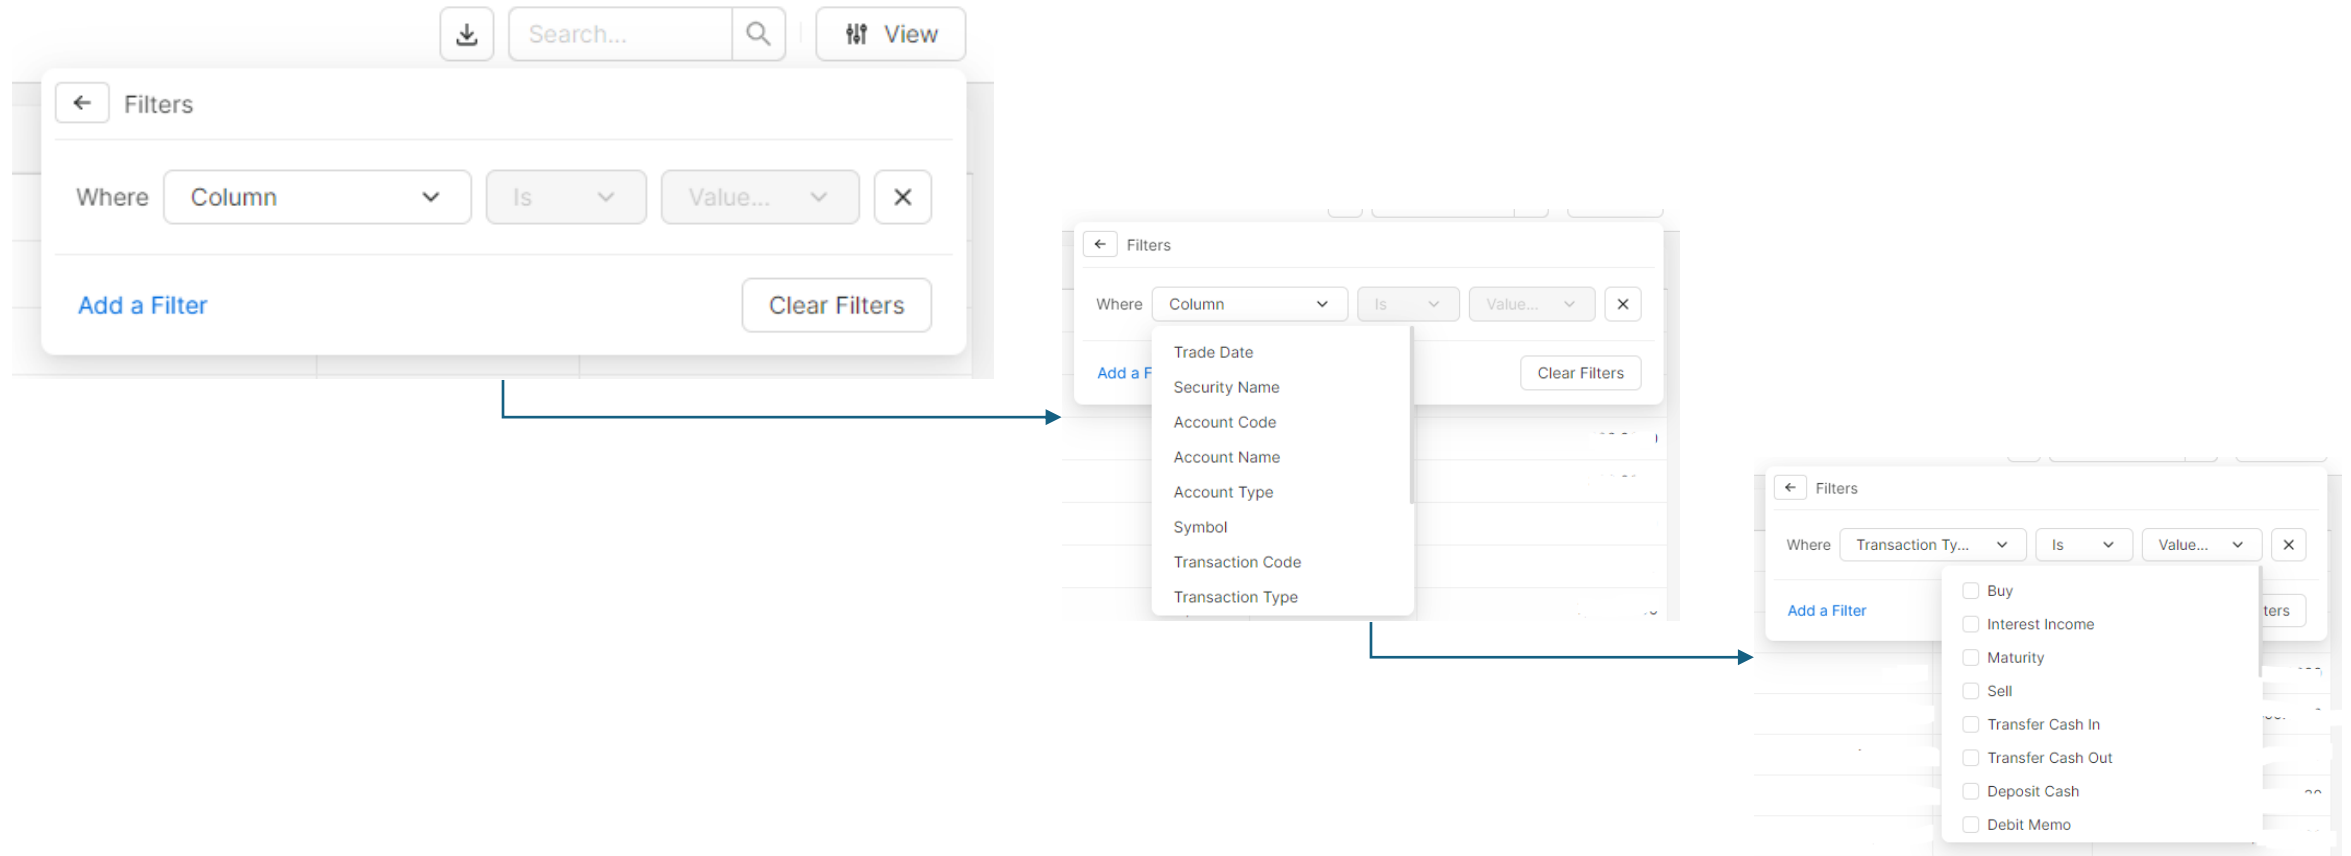 Search...
View
Filters
Where Column Is Value...
Add a Filter Clear Filters
Filters
Where Column Is Value...
Trade Date
Security Name
Add a F Clear Filters
Account Code
Account Name
Account Type
Symbol
Transaction Code
Transaction Type
Filters
Where Transaction Ty... Is Value...
Buy
Add a Filter ters
Interest Income
Maturity
Sell
Transfer Cash In
Transfer Cash Out
Deposit Cash
Debit Memo